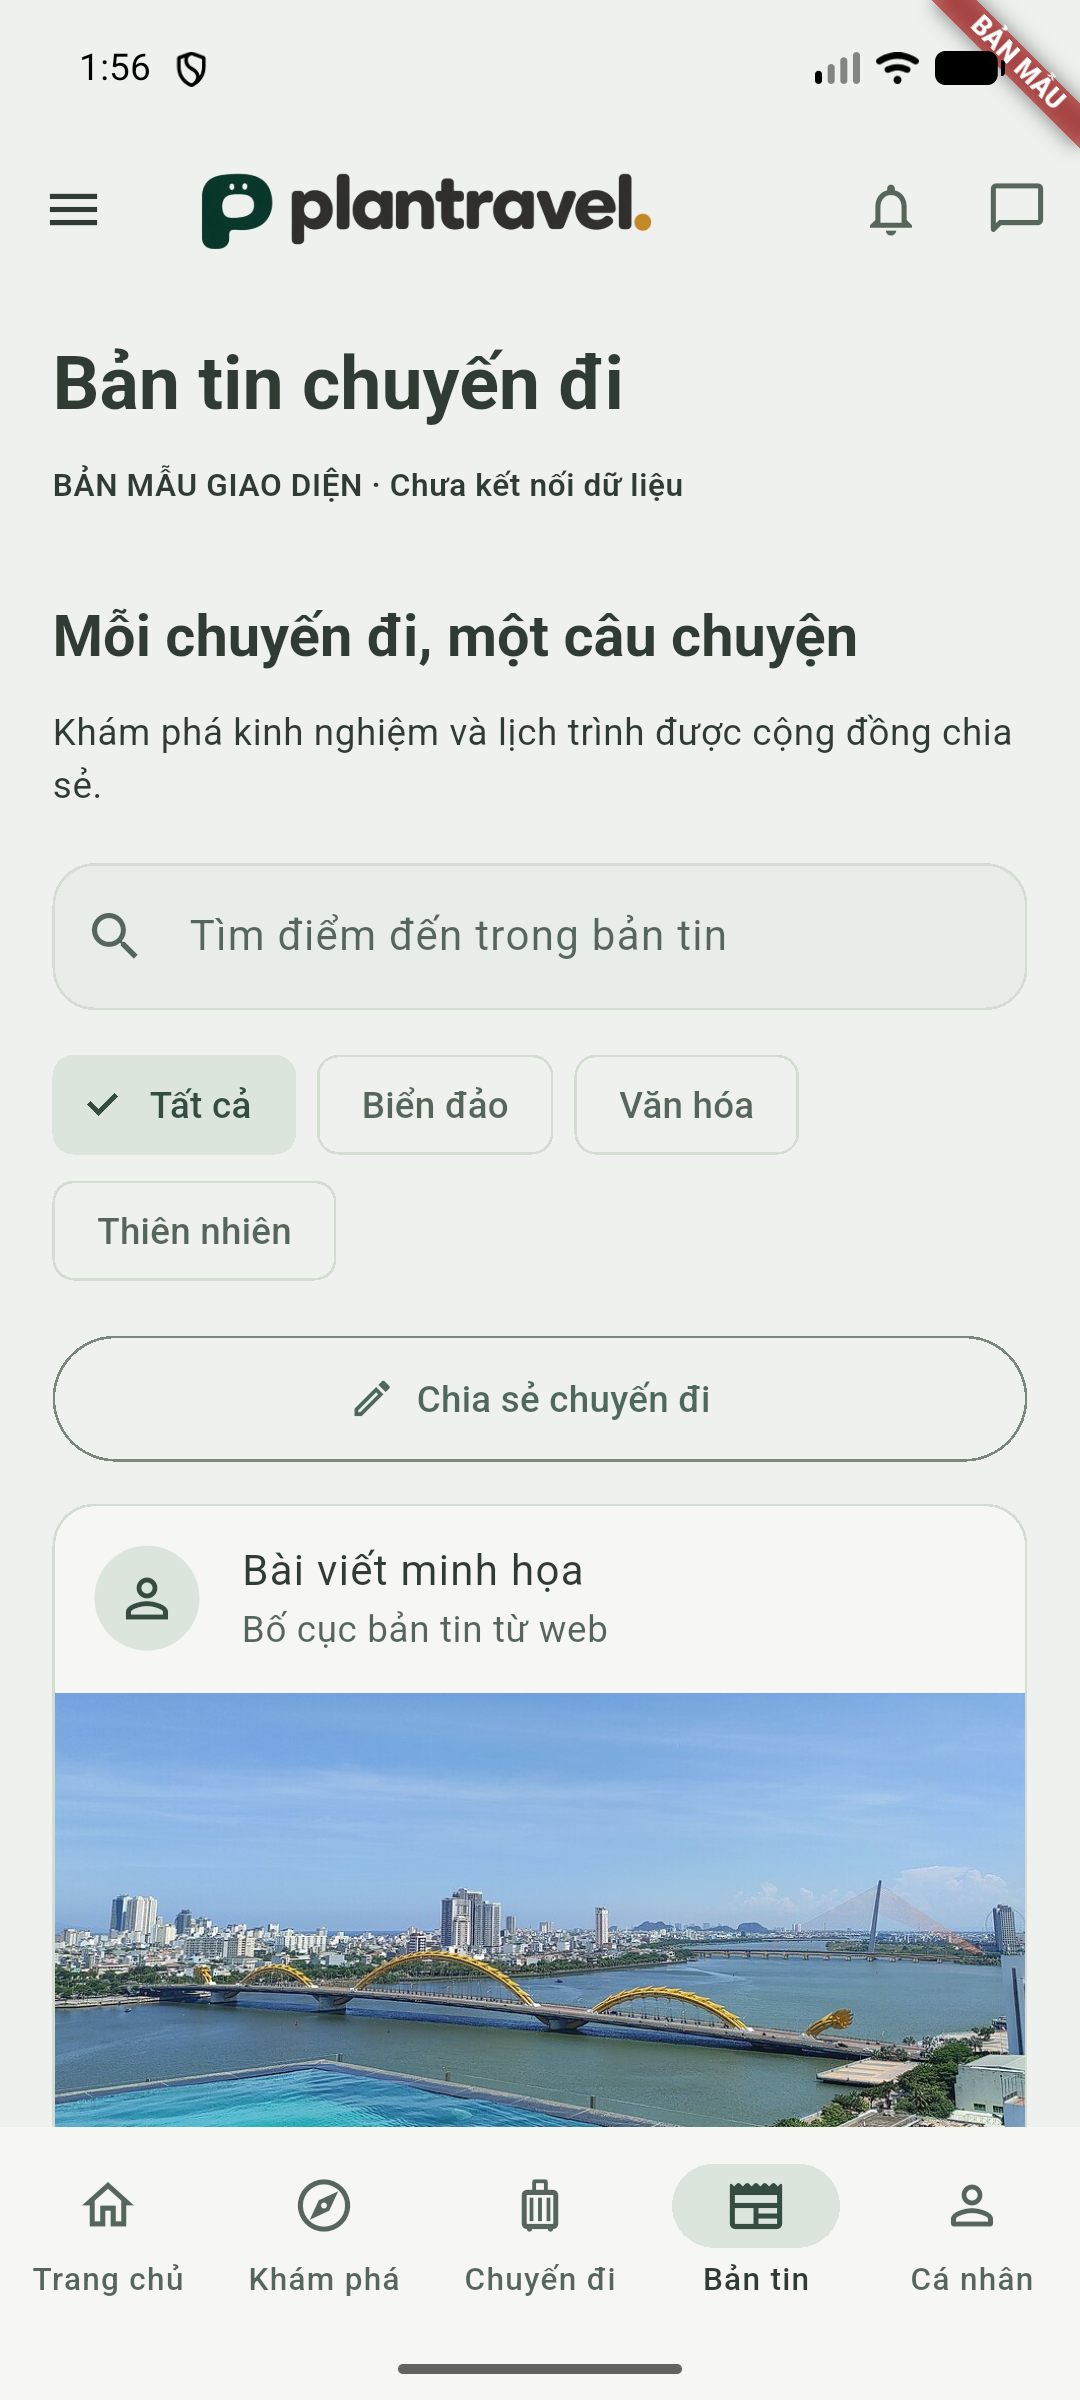 1:56
BẢN MẪU
plantravel.
Bản tin chuyến đi
BẢN MẪU GIAO DIỆN · Chưa kết nối dữ liệu
Mỗi chuyến đi, một câu chuyện
Khám phá kinh nghiệm và lịch trình được cộng đồng chia
sẻ.
Tìm điểm đến trong bản tin
Tất cả
Biển đảo
Văn hóa
Thiên nhiên
Chia sẻ chuyến đi
Bài viết minh họa
Bố cục bản tin từ web
Trang chủ
Khám phá
Chuyến đi
Bản tin
Cá nhân